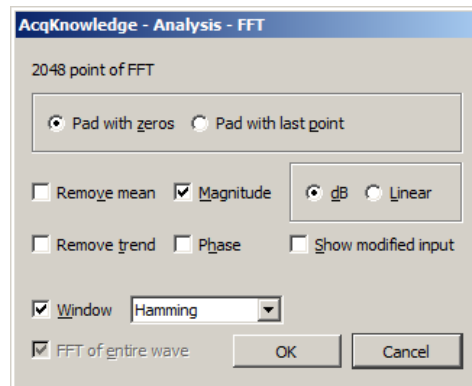 AcqKnowledge - Analysis - FFT
2048 point of FFT
Pad with zeros Pad with last point
Remove mean Magnitude dB Linear
Remove trend Phase Show modified input
Window Hamming
FFT of entire wave OK Cancel